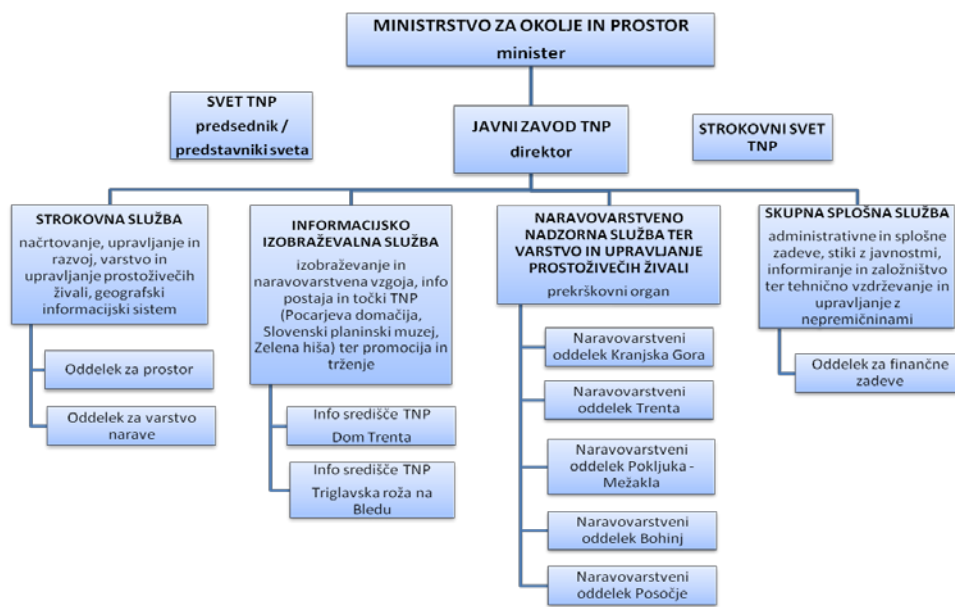 MINISTRSTVO ZA OKOLJE IN PROSTOR
minister
SVET TNP
predsednik /
predstavniki sveta
JAVNI ZAVOD TNP
direktor
STROKOVNI SVET
TNP
STROKOVNA SLUŽBA
načrtovanje, upravljanje in
razvoj, varstvo in
upravljanje prostoživečih
živali, geografski
informacijski sistem
Oddelek za prostor
Oddelek za varstvo
narave
INFORMACIJSKO
IZOBRAŽEVALNA SLUŽBA
izobraževanje in
naravovarstvena vzgoja, info
postaja in točki TNP
(Pocarjeva domačija,
Slovenski planinski muzej,
Zelena hiša) ter promocija in
trženje
Info središče TNP
Dom Trenta
Info središče TNP
Triglavska roža na
Bledu
NARAVOVARSTVENO
NADZORNA SLUŽBA TER
VARSTVO IN UPRAVLJANJE
PROSTOŽIVEČIH ŽIVALI
prekrškovni organ
Naravovarstveni
oddelek Kranjska Gora
Naravovarstveni
oddelek Trenta
Naravovarstveni
oddelek Pokljuka -
Mežakla
Naravovarstveni
oddelek Bohinj
Naravovarstveni
oddelek Posočje
SKUPNA SPLOŠNA SLUŽBA
administrativne in splošne
zadeve, stiki z javnostmi,
informiranje in založništvo
ter tehnično vzdrževanje in
upravljanje z
nepremičninami
Oddelek za finančne
zadeve